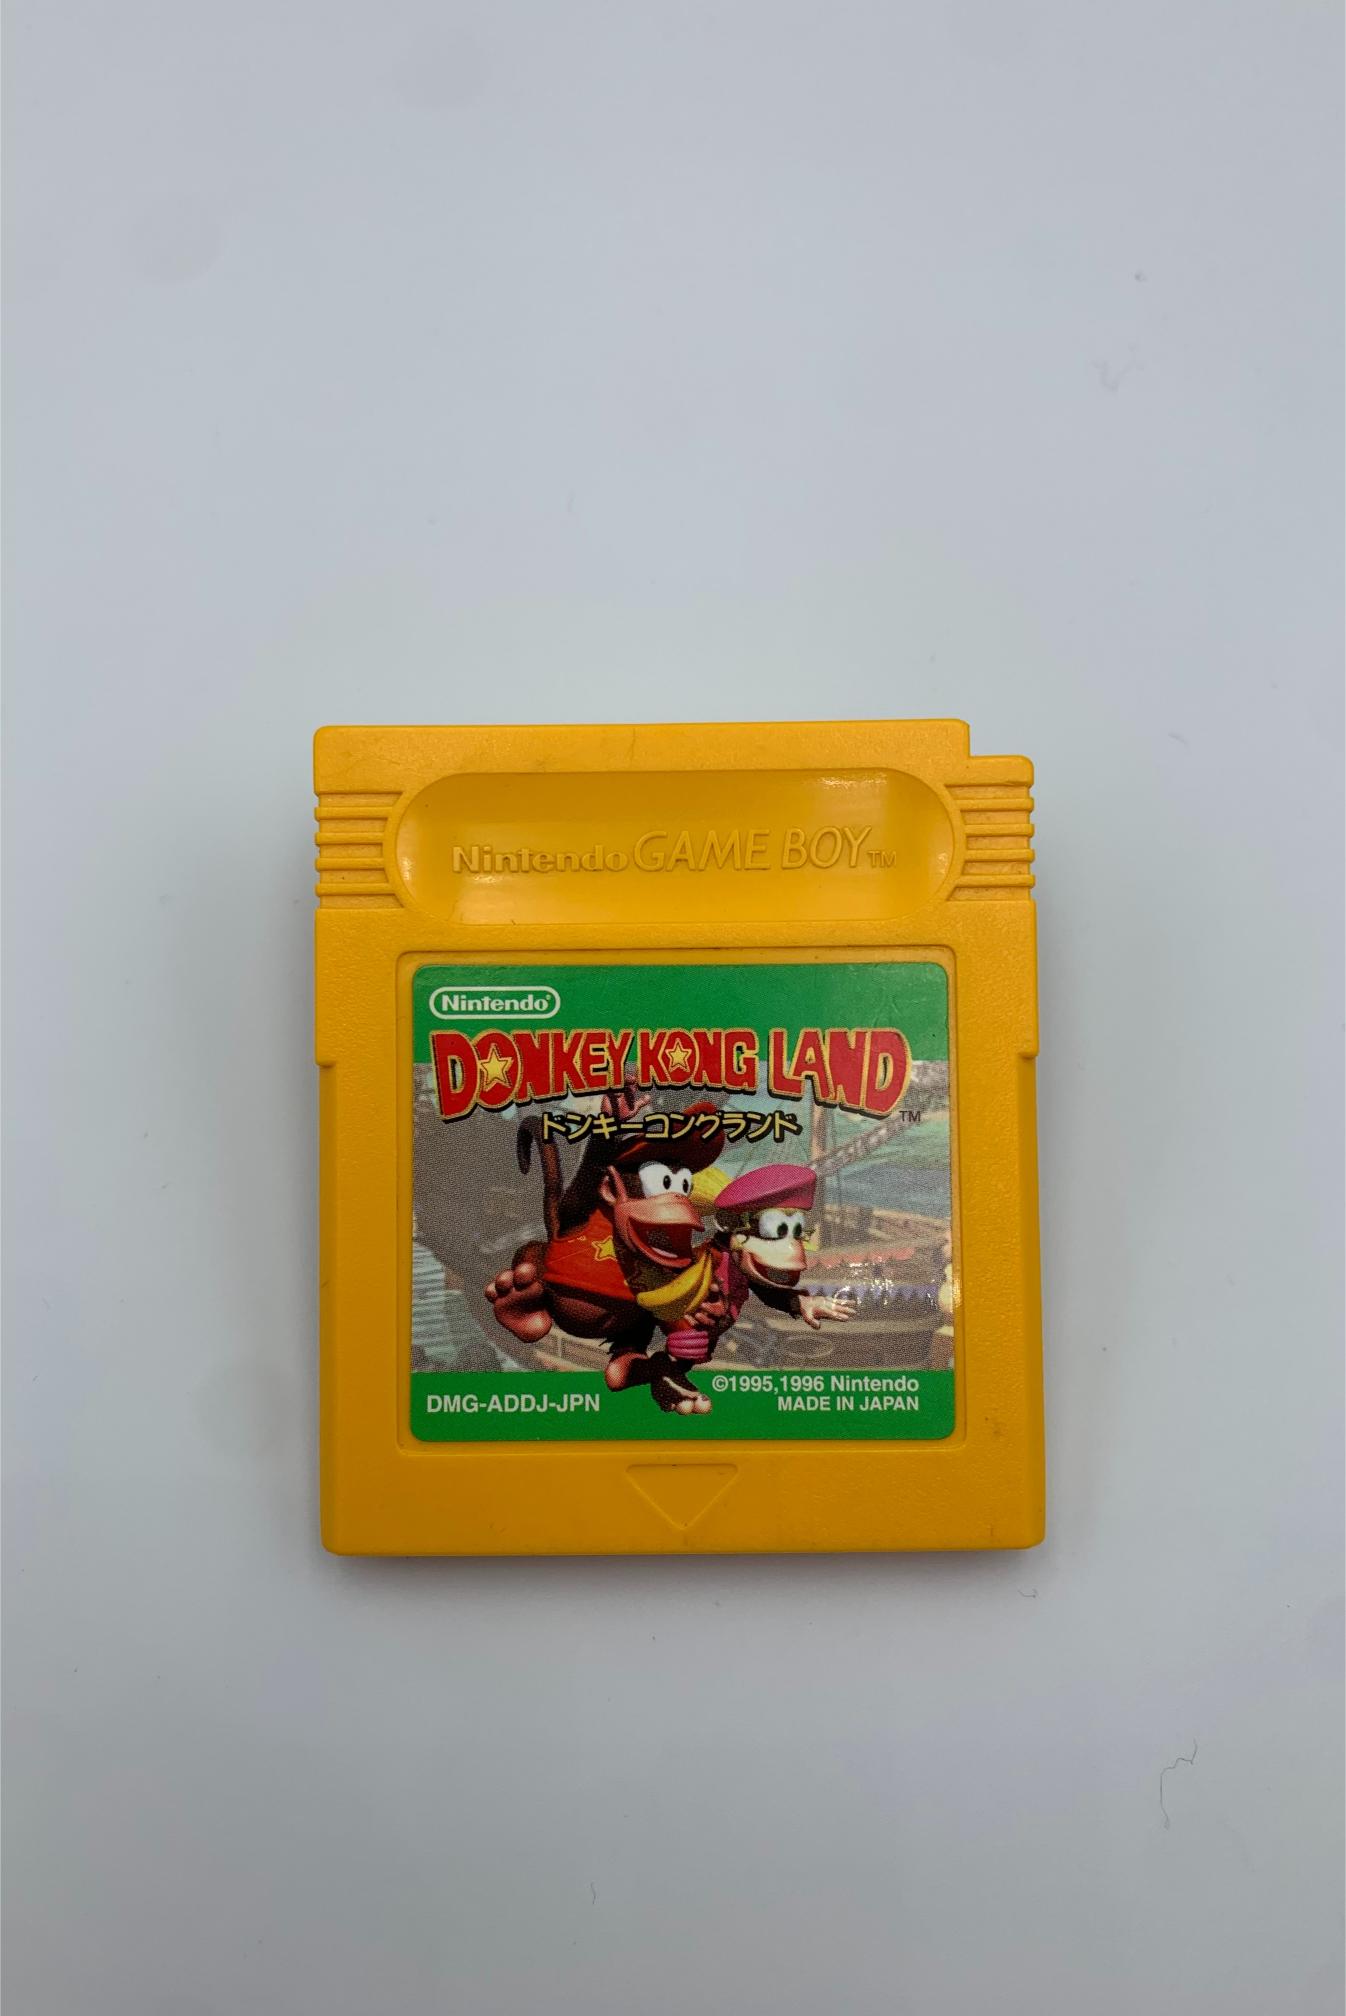 Nintendo GAME BOY TM
Nintendo®
DONKEY KONG LAND TM
ドンキーコングランド
©1995,1996 Nintendo
DMG-ADDJ-JPN
MADE IN JAPAN